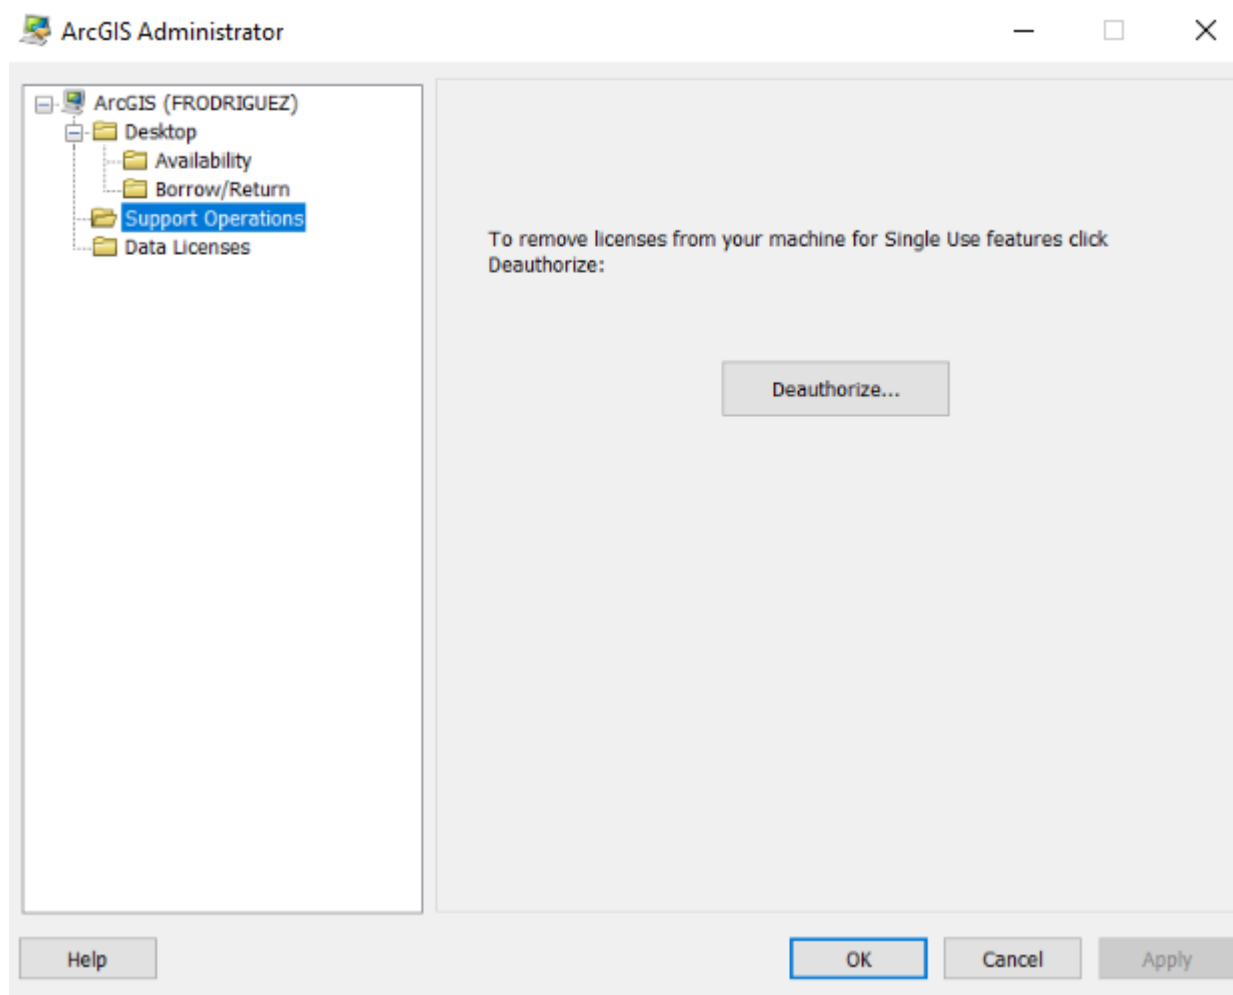 ArcGIS Administrator
ArcGIS (FRODRIGUEZ)
Desktop
Availability
Borrow/Return
Support Operations
Data Licenses
To remove licenses from your machine for Single Use features click
Deauthorize:
Deauthorize...
Help
OK
Cancel
Apply